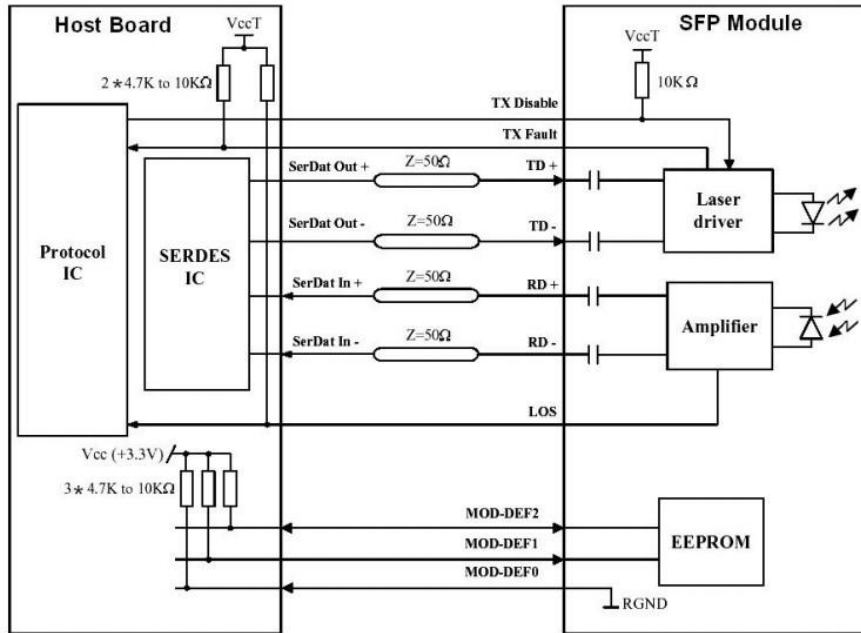 Host Board
SFP Module
VccT
VccT
2*4.7K to 10KΩ
10KΩ
TX Disable
TX Fault
SerDat Out +
Z=50Ω
TD +
Laser
driver
SerDat Out -
Z=50Ω
TD -
Protocol
IC
SERDES
IC
SerDat In +
Z=50Ω
RD +
Amplifier
SerDat In -
Z=50Ω
RD -
LOS
Vcc (+3.3V)
3*4.7K to 10KΩ
MOD-DEF2
MOD-DEF1
EEPROM
MOD-DEF0
RGND